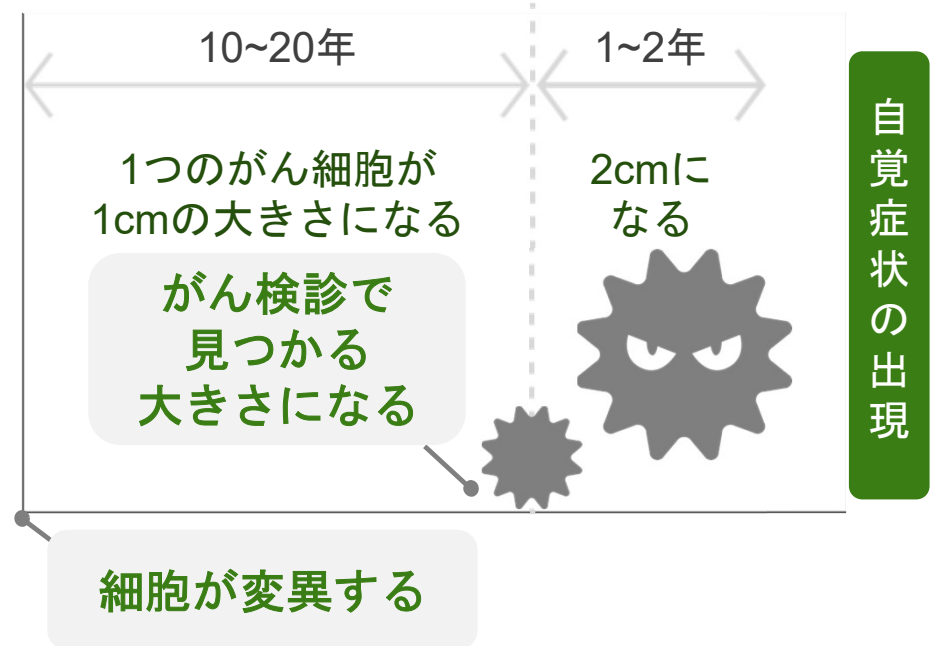 10~20年
1~2年
1つのがん細胞が
1cmの大きさになる
2cmに
なる
がん検診で
見つかる
大きさになる
自覚症状の出現
細胞が変異する